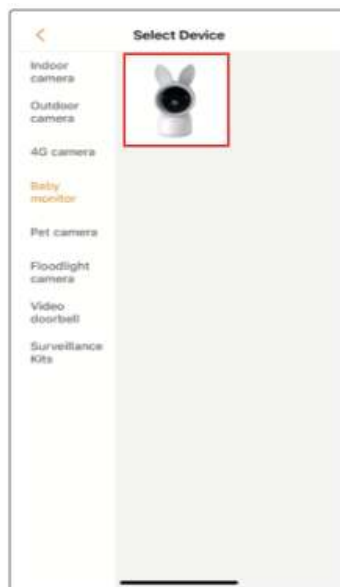 Select Device
Indoor
camera
Outdoor
camera
4G camera
Baby
monitor
Pet camera
Floodlight
camera
Video
doorbell
Surveillance
Kits